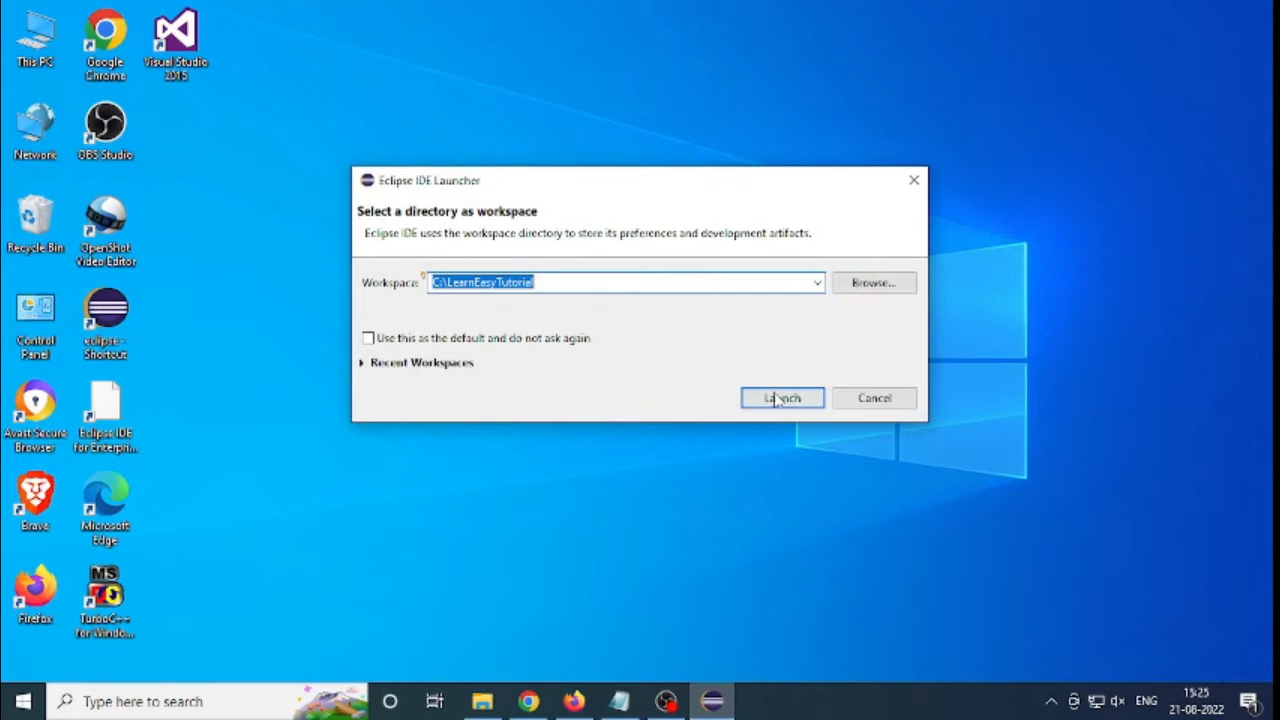 This PC
Google
Chrome
Visual Studio
2015
Network
OBS Studio
Recycle Bin
OpenShot
Video Editor
Control
Panel
eclipse -
Shortcut
Avast Secure
Browser
Eclipse IDE
for Enterpri...
Brave
Microsoft
Edge
Firefox
MS
TurboC++
for Windo...
Eclipse IDE Launcher
Select a directory as workspace
Eclipse IDE uses the workspace directory to store its preferences and development artifacts.
Workspace: C:\LearnEasyTutorial Browse...
Use this as the default and do not ask again
Recent Workspaces
Launch Cancel
Type here to search
ENG
15:25
21-08-2022
1